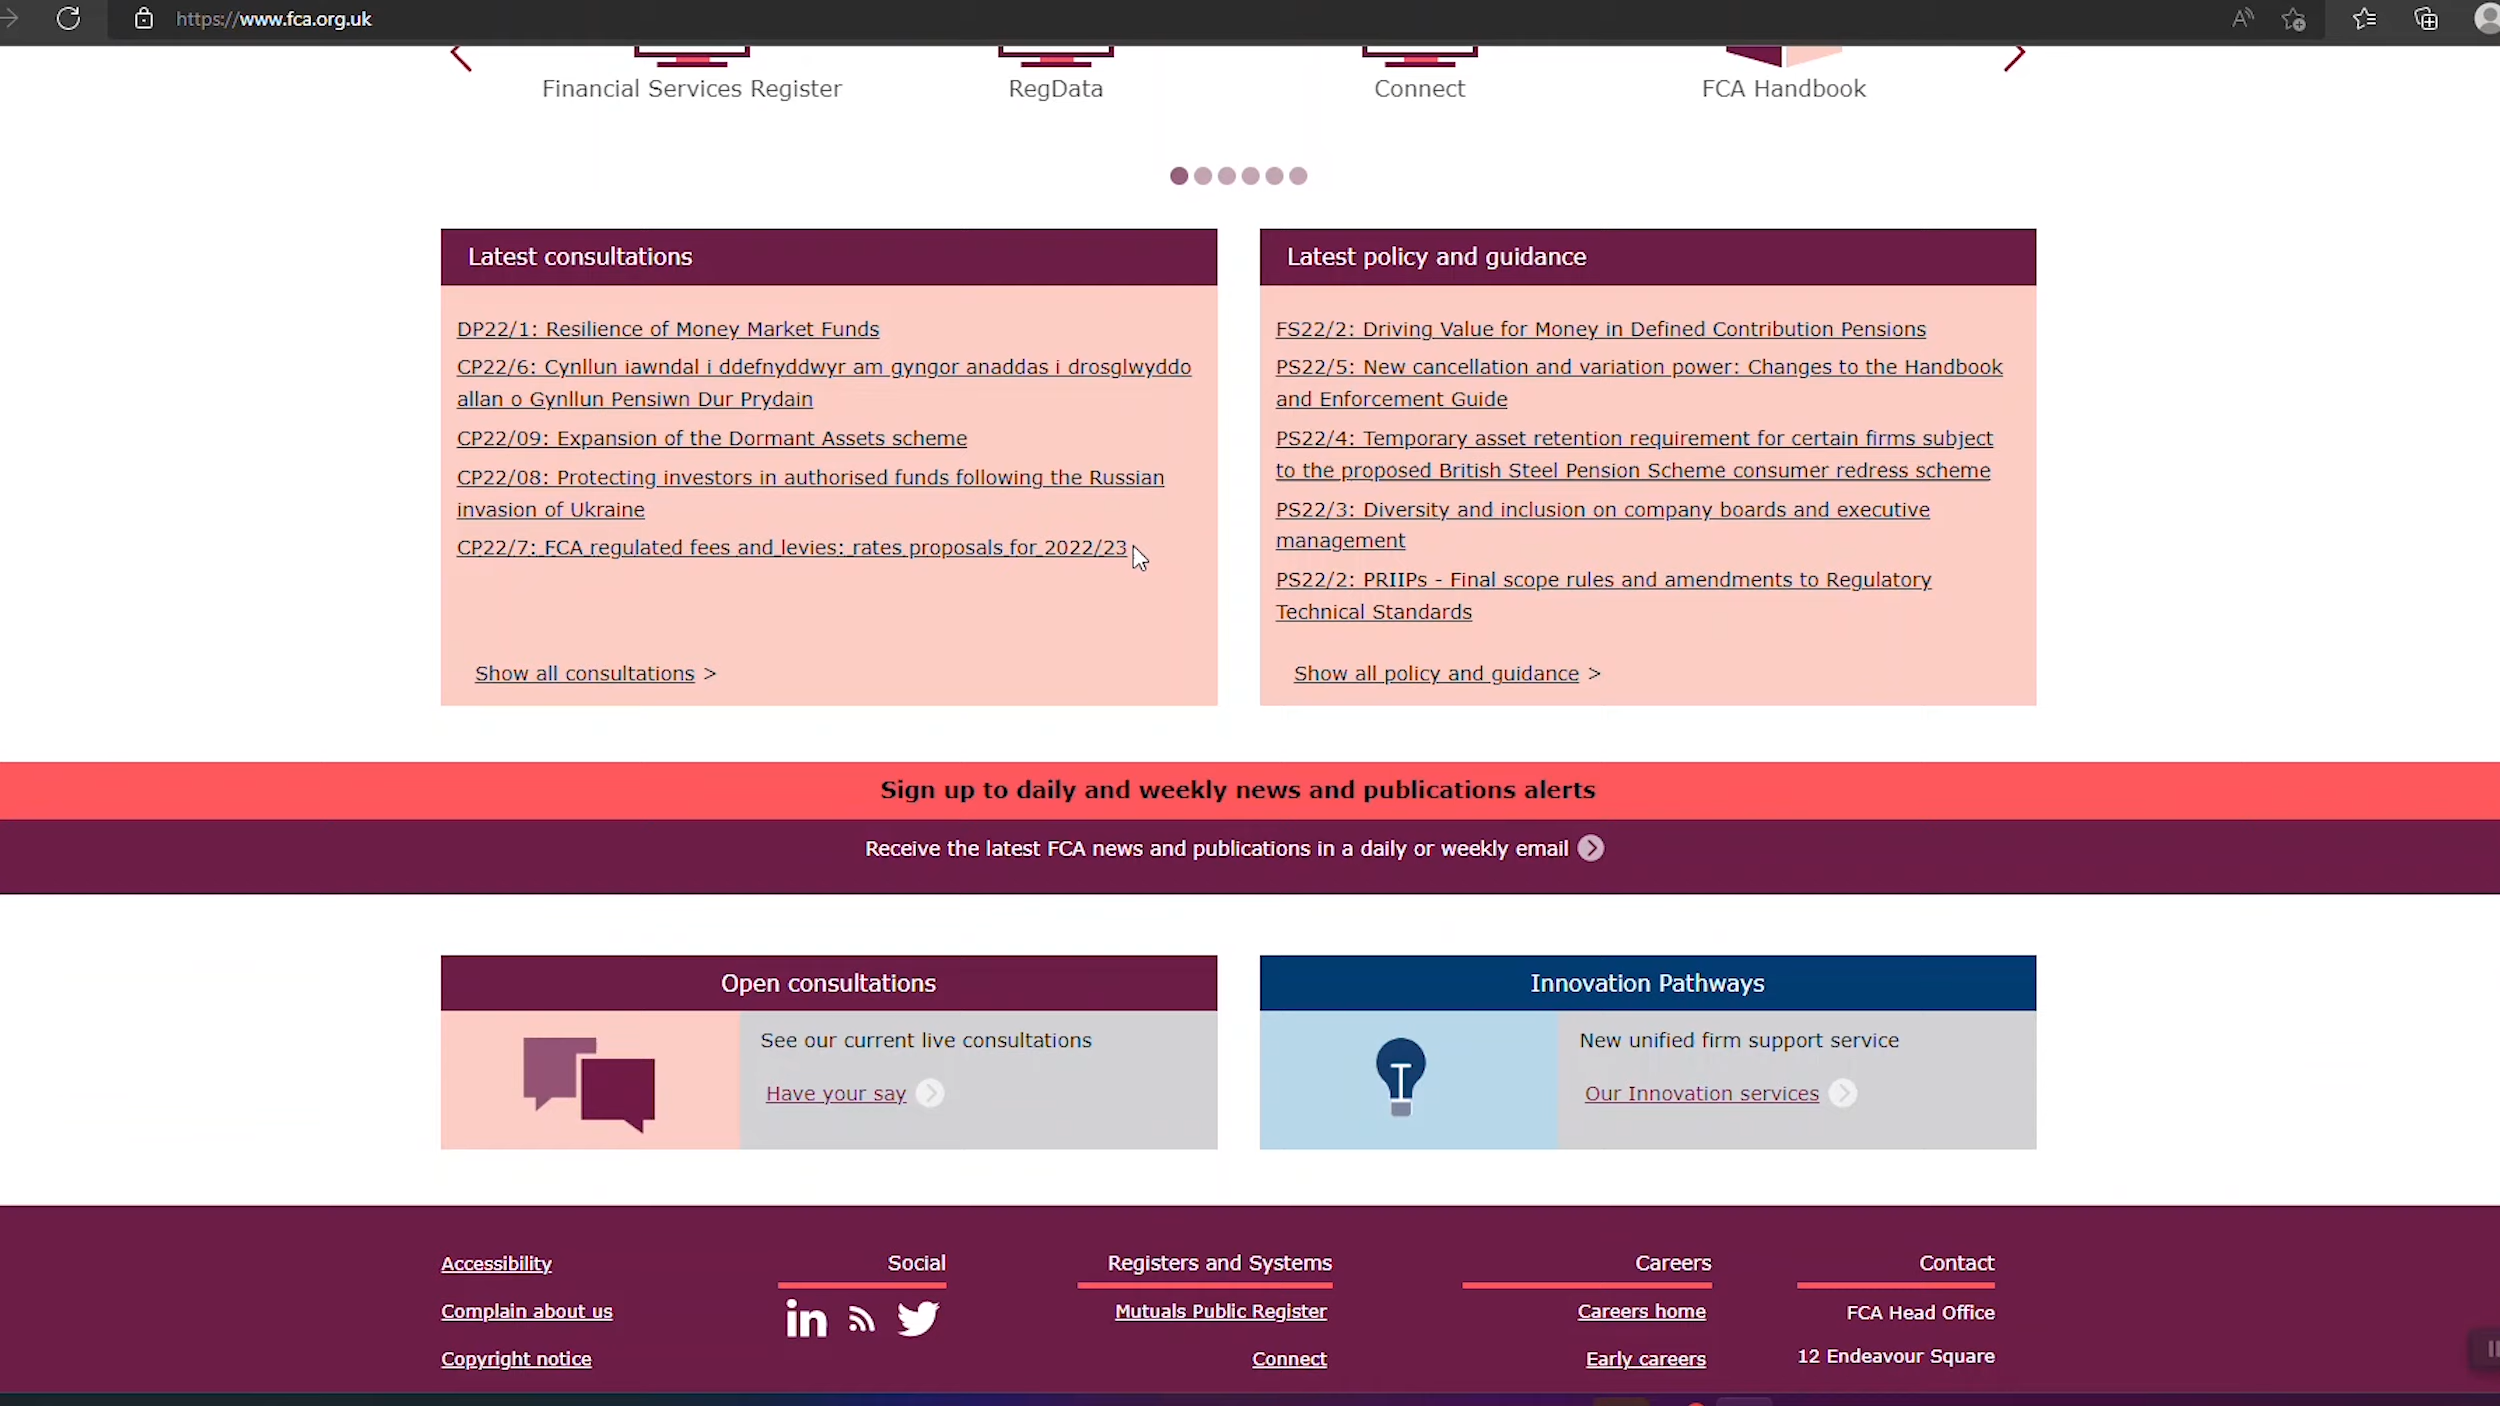 https://www.fca.org.uk
Financial Services Register
RegData
Connect
FCA Handbook
Latest consultations
DP22/1: Resilience of Money Market Funds
CP22/6: Cynllun iawndal i ddefnyddwyr am gyngor anaddas i drosglwyddo
allan o Gynllun Pensiwn Dur Prydain
CP22/09: Expansion of the Dormant Assets scheme
CP22/08: Protecting investors in authorised funds following the Russian
invasion of Ukraine
CP22/7: FCA regulated fees and levies: rates proposals for 2022/23
Show all consultations >
Latest policy and guidance
FS22/2: Driving Value for Money in Defined Contribution Pensions
PS22/5: New cancellation and variation power: Changes to the Handbook
and Enforcement Guide
PS22/4: Temporary asset retention requirement for certain firms subject
to the proposed British Steel Pension Scheme consumer redress scheme
PS22/3: Diversity and inclusion on company boards and executive
management
PS22/2: PRIIPs - Final scope rules and amendments to Regulatory
Technical Standards
Show all policy and guidance >
Sign up to daily and weekly news and publications alerts
Receive the latest FCA news and publications in a daily or weekly email
Open consultations
See our current live consultations
Have your say
Innovation Pathways
New unified firm support service
Our Innovation services
Accessibility
Complain about us
Copyright notice
Social
in
Registers and Systems
Mutuals Public Register
Connect
Careers
Careers home
Early careers
Contact
FCA Head Office
12 Endeavour Square